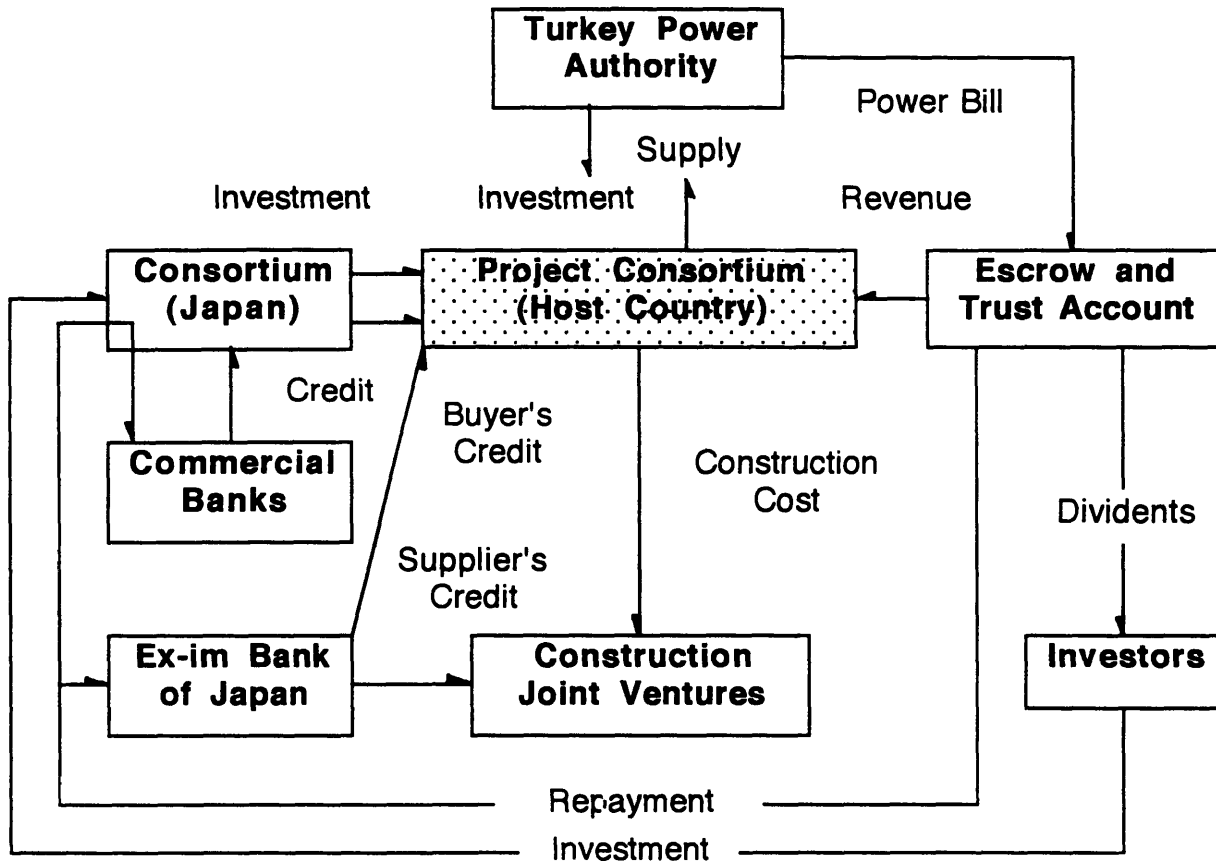 Turkey Power
Authority
Power Bill
Supply
Investment
Investment
Revenue
Consortium
(Japan)
Project Consortium
(Host Country)
Escrow and
Trust Account
Credit
Buyer's
Credit
Commercial
Banks
Construction
Cost
Dividents
Supplier's
Credit
Ex-im Bank
of Japan
Construction
Joint Ventures
Investors
Repayment
Investment